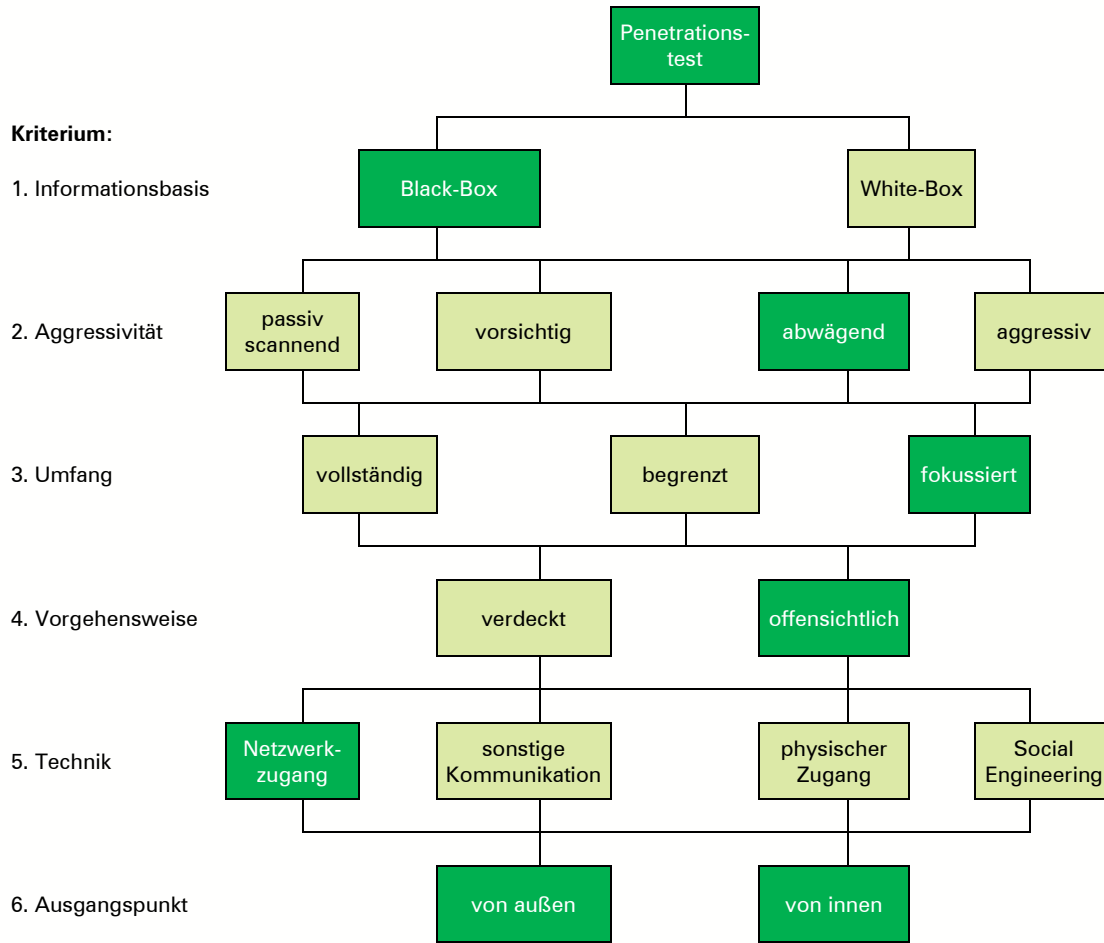 Penetrations-
test
Kriterium:
1. Informationsbasis
Black-Box
White-Box
2. Aggressivität
passiv
scannend
vorsichtig
abwägend
aggressiv
3. Umfang
vollständig
begrenzt
fokussiert
4. Vorgehensweise
verdeckt
offensichtlich
5. Technik
Netzwerk-
zugang
sonstige
Kommunikation
physischer
Zugang
Social
Engineering
6. Ausgangspunkt
von außen
von innen